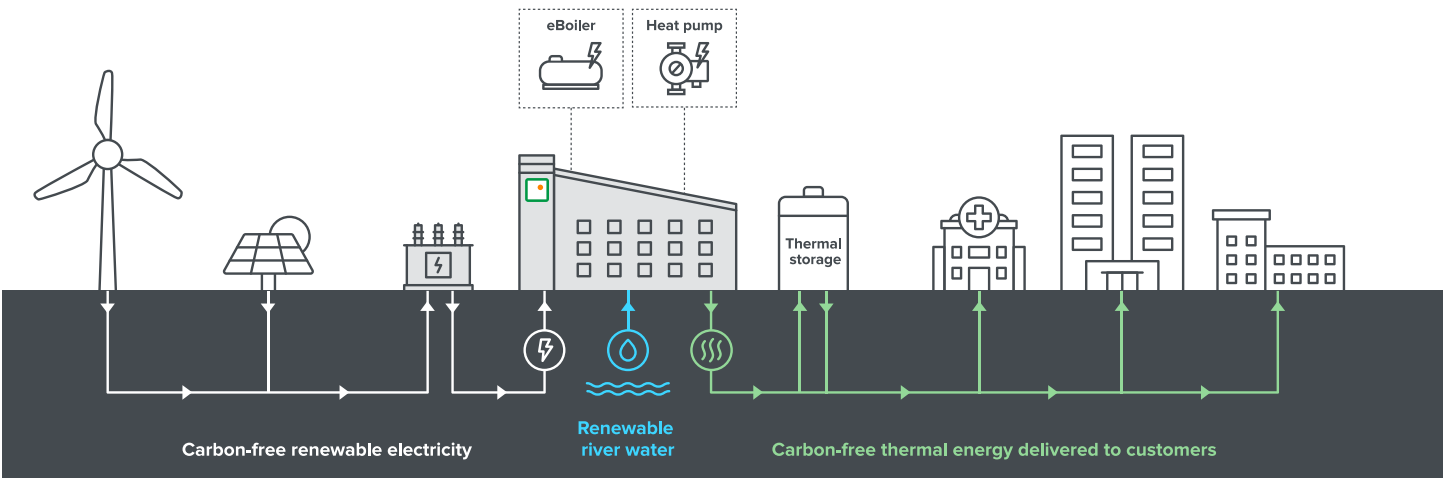 eBoiler
Heat pump
Thermal
storage
Renewable
river water
Carbon-free renewable electricity
Carbon-free thermal energy delivered to customers